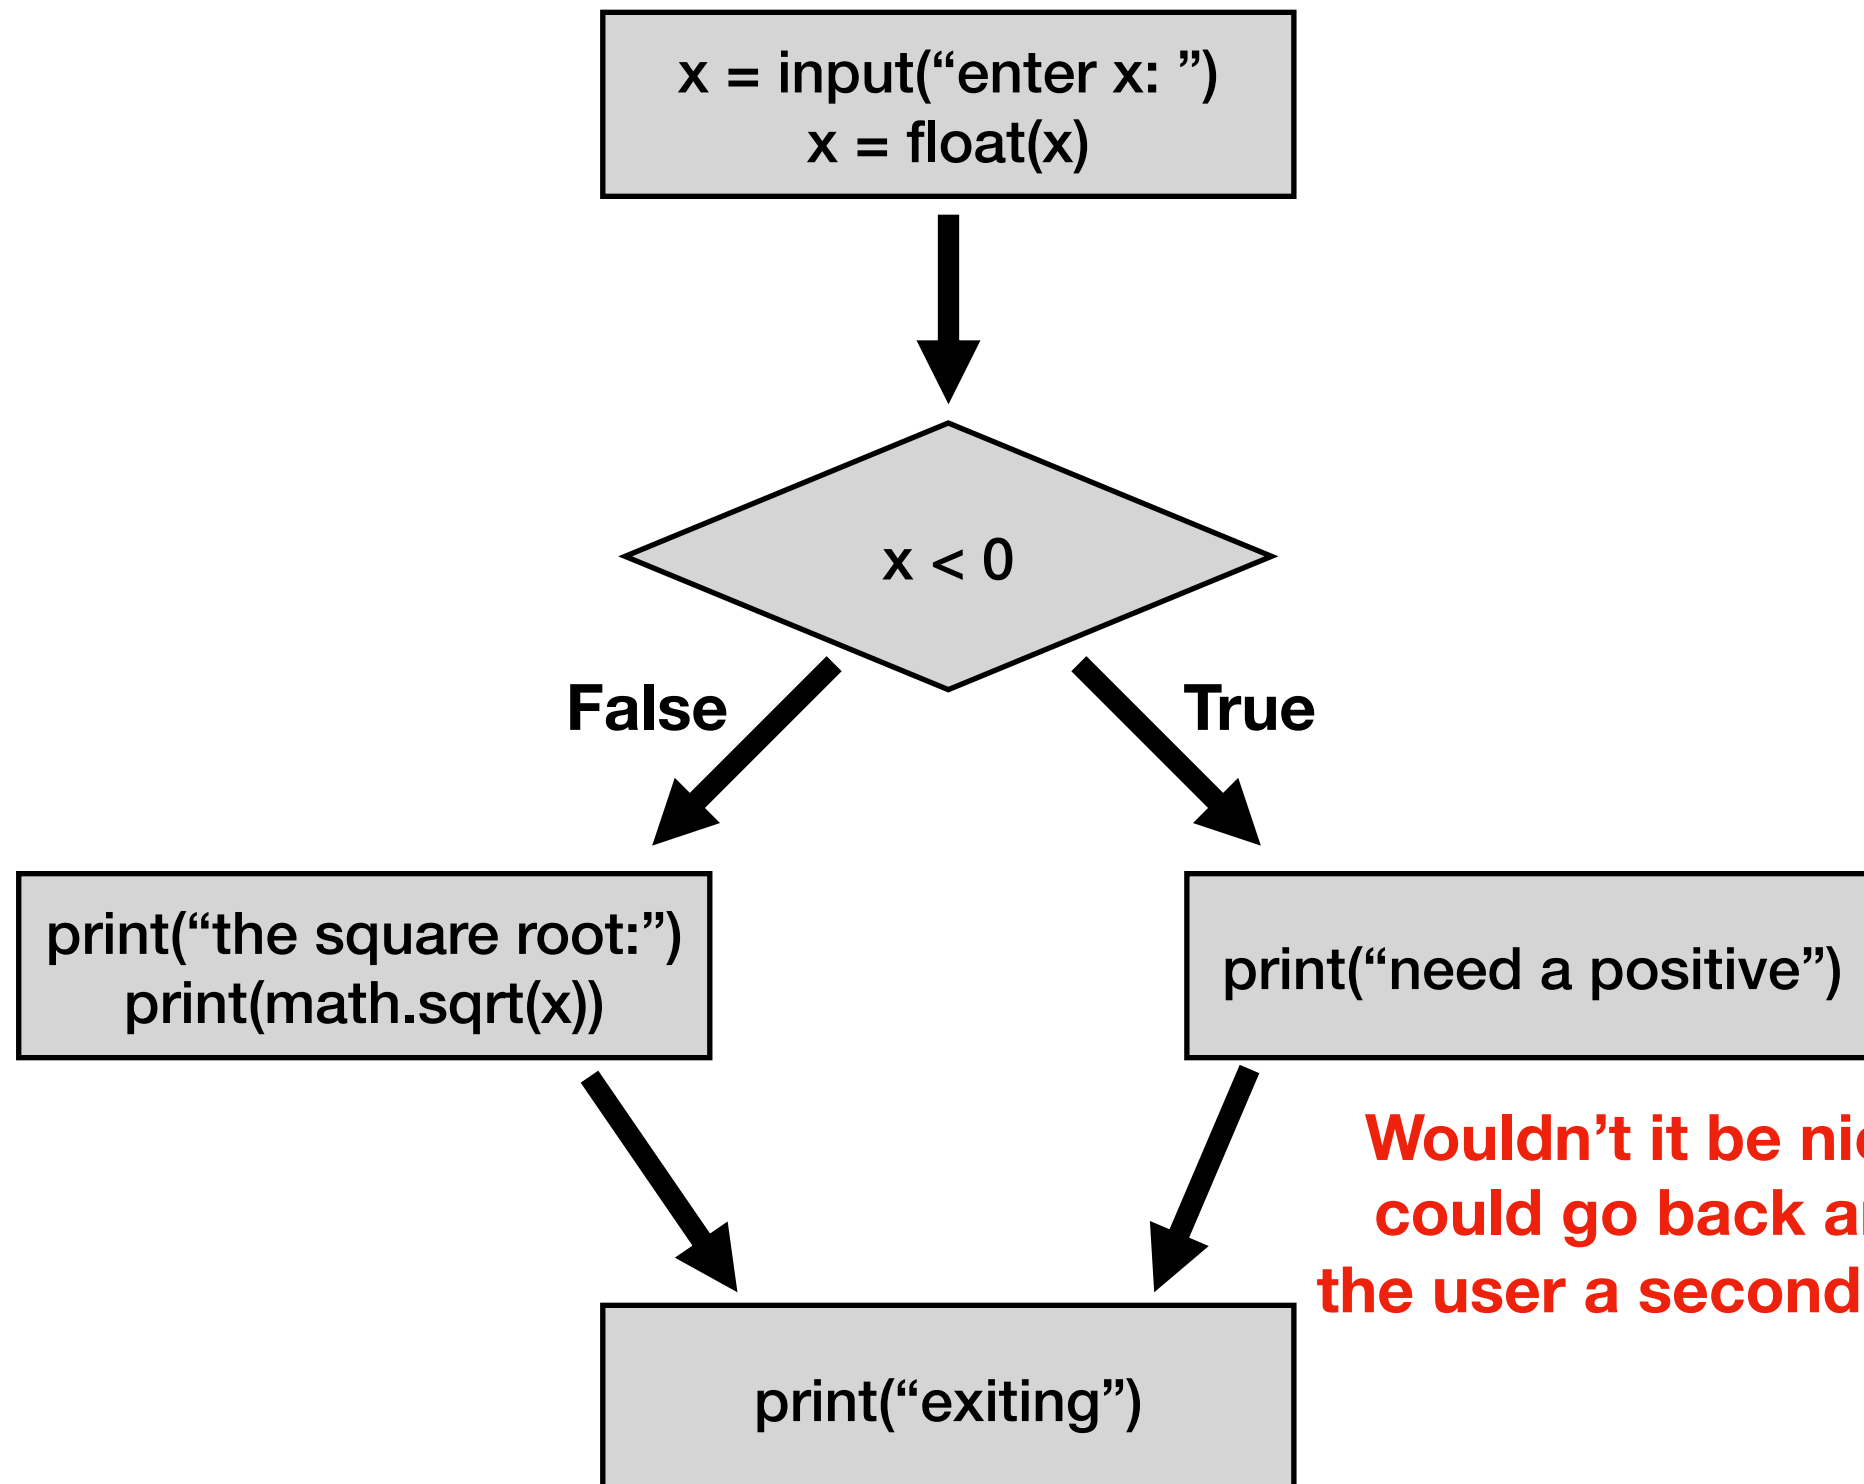 x = input(“enter x: ”)
x = float(x)
x < 0
False
True
print(“the square root:”)
print(math.sqrt(x))
print(“need a positive”)
Wouldn’t it be
could go back
the user a second
print(“exiting”)